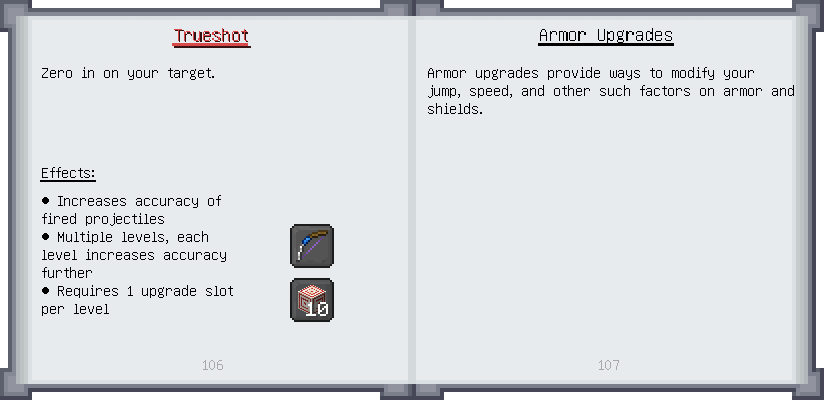 Trueshot
Zero in on your target.
Effects:
• Increases accuracy of
fired projectiles
• Multiple levels, each
level increases accuracy
further
• Requires 1 upgrade slot
per level
10
106
Armor Upgrades
Armor upgrades provide ways to modify your
jump, speed, and other such factors on armor and
shields.
107